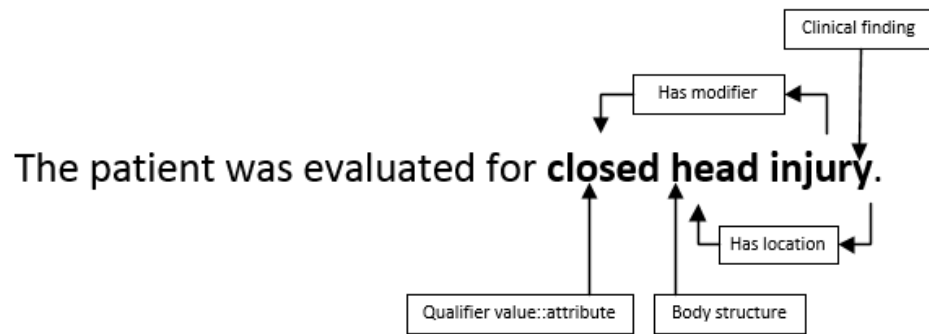 Clinical finding
Has modifier
The patient was evaluated for closed head injury.
Has location
Qualifier value::attribute
Body structure